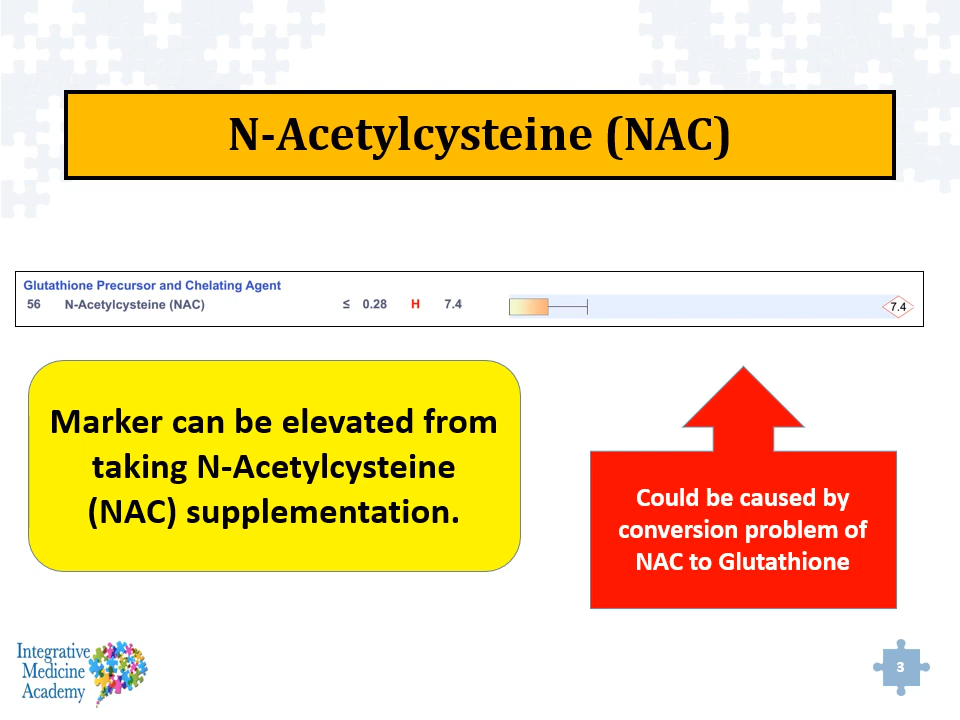 N-Acetylcysteine (NAC)
Glutathione Precursor and Chelating Agent
56 N-Acetylcysteine (NAC) ≤ 0.28 H 7.4 7.4
Marker can be elevated from
taking N-Acetylcysteine
(NAC) supplementation.
Could be caused by
conversion problem of
NAC to Glutathione
Integrative
Medicine
Academy
3